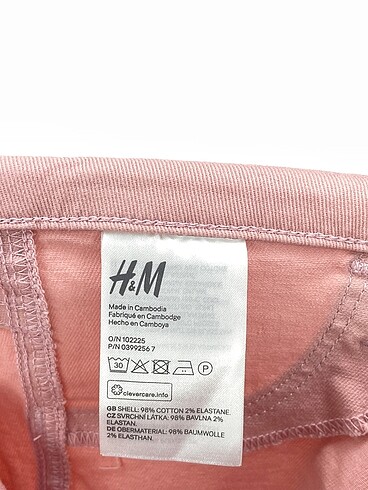 H&M
Made in Cambodia
Fabriqué en Cambodge
Hecho en Camboya
O/N 102225
P/N 0399256 7
30
P
clevercare.info
GB SHELL: 98% COTTON 2% ELASTANE.
CZ SVRCHNÍ LÁTKA: 98% BAVLNA 2%
ELASTAN.
DE OBERMATERIAL: 98% BAUMWOLLE
2% ELASTHAN.